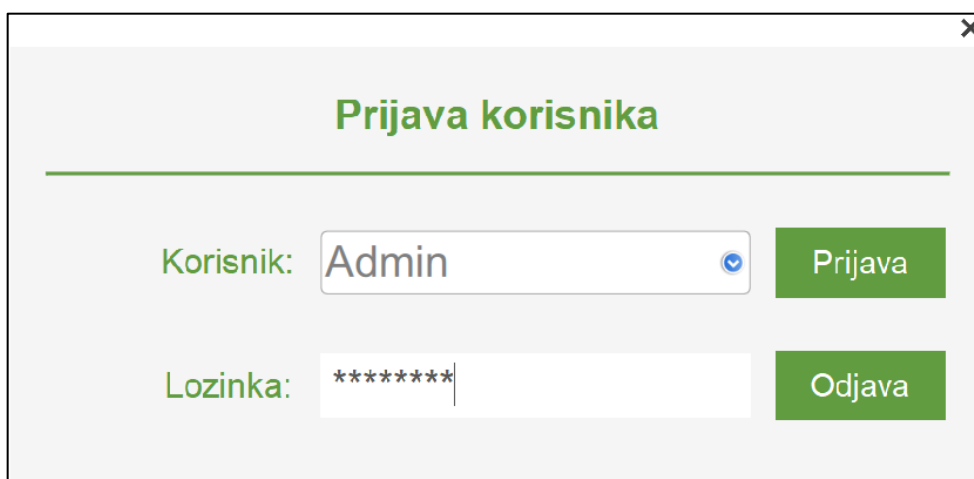 Prijava korisnika
Korisnik: Admin Prijava
Lozinka: ******** Odjava